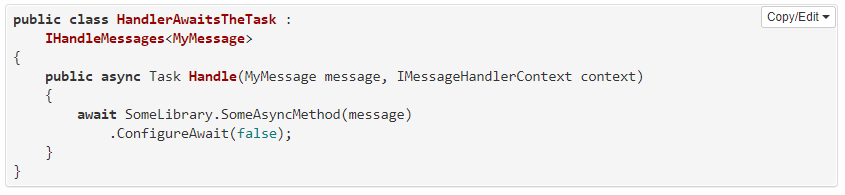 public class HandlerAwaitsTheTask :
    IHandleMessages<MyMessage>
{
    public async Task Handle(MyMessage message, IMessageHandlerContext context)
    {
        await SomeLibrary.SomeAsyncMethod(message)
            .ConfigureAwait(false);
    }
}
Copy/Edit